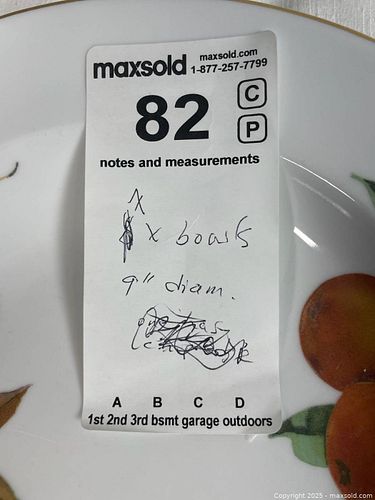 maxsold
maxsold.com
1-877-257-7799
82
C
P
notes and measurements
x bowls
9" diam.
A B C D
1st 2nd 3rd bsmt garage outdoors
Copyright 2025 - maxsold.com